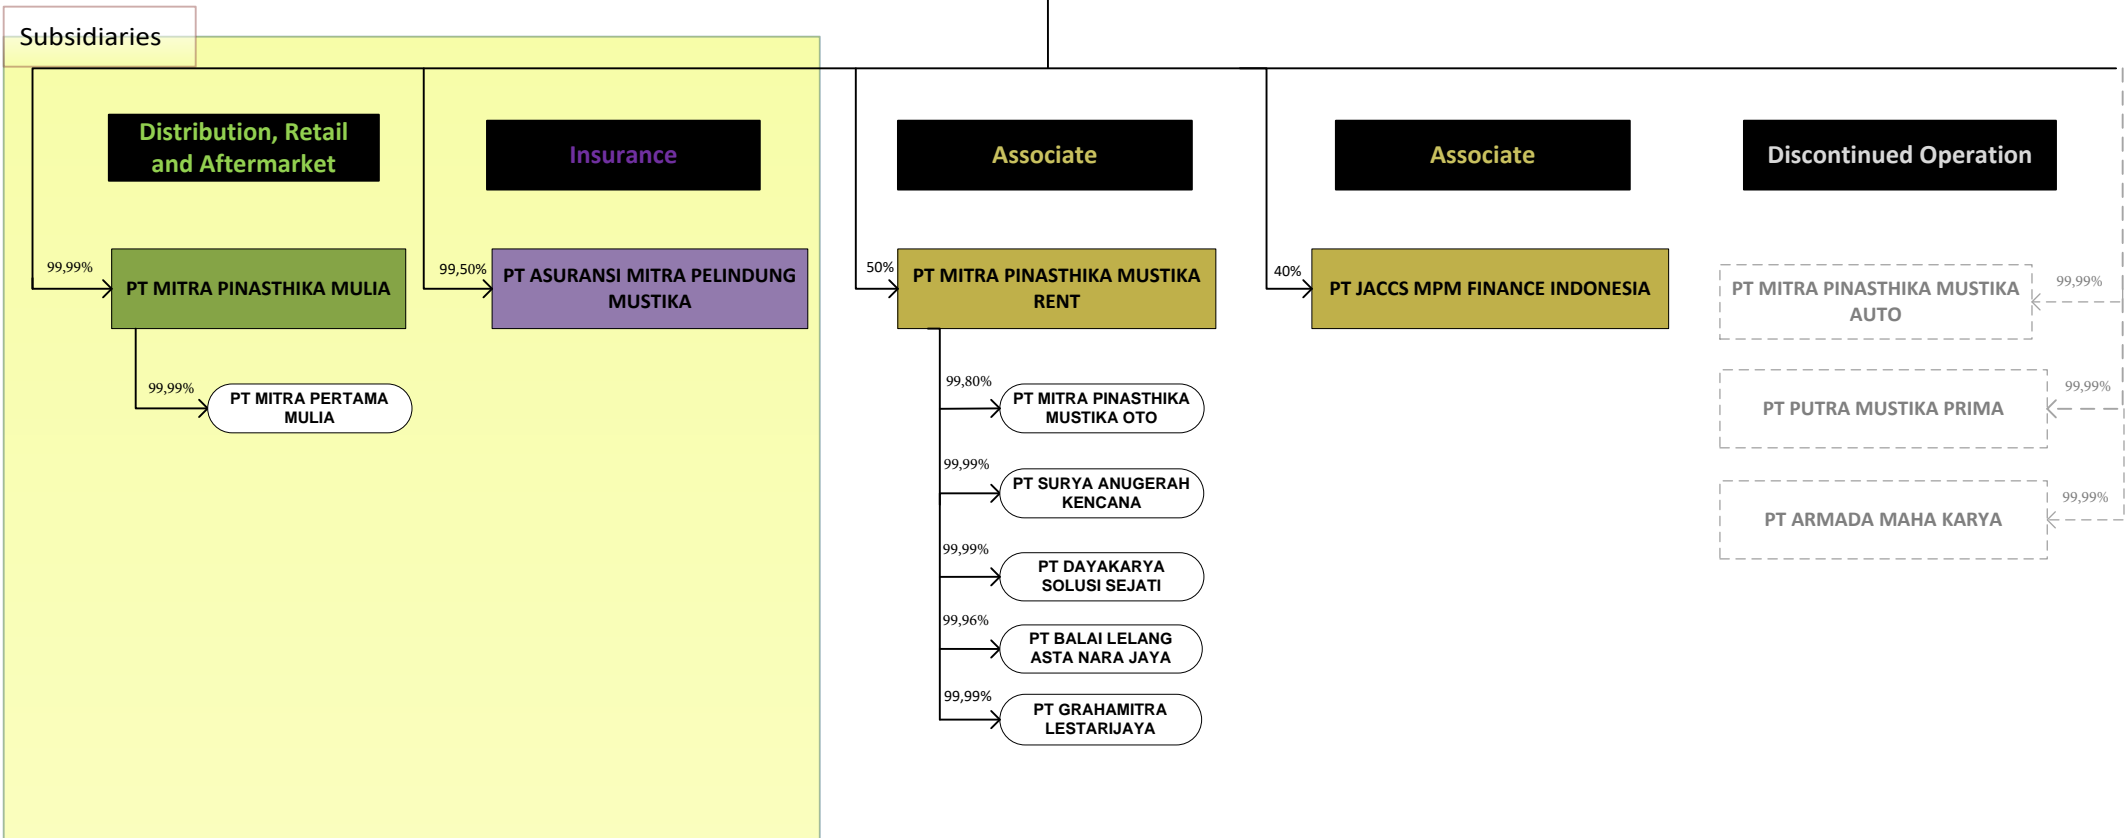 Subsidiaries
Distribution, Retail
and Aftermarket
Insurance
Associate
Associate
Discontinued Operation
99,99%
PT MITRA PINASTHIKA MULIA
99,50%
PT ASURANSI MITRA PELINDUNG
MUSTIKA
50%
PT MITRA PINASTHIKA MUSTIKA
RENT
40%
PT JACCS MPM FINANCE INDONESIA
PT MITRA PINASTHIKA MUSTIKA
AUTO
99,99%
99,99%
PT MITRA PERTAMA
MULIA
99,80%
PT MITRA PINASTHIKA
MUSTIKA OTO
PT PUTRA MUSTIKA PRIMA
99,99%
99,99%
PT SURYA ANUGERAH
KENCANA
PT ARMADA MAHA KARYA
99,99%
99,99%
PT DAYAKARYA
SOLUSI SEJATI
99,96%
PT BALAI LELANG
ASTA NARA JAYA
99,99%
PT GRAHAMITRA
LESTARIJAYA